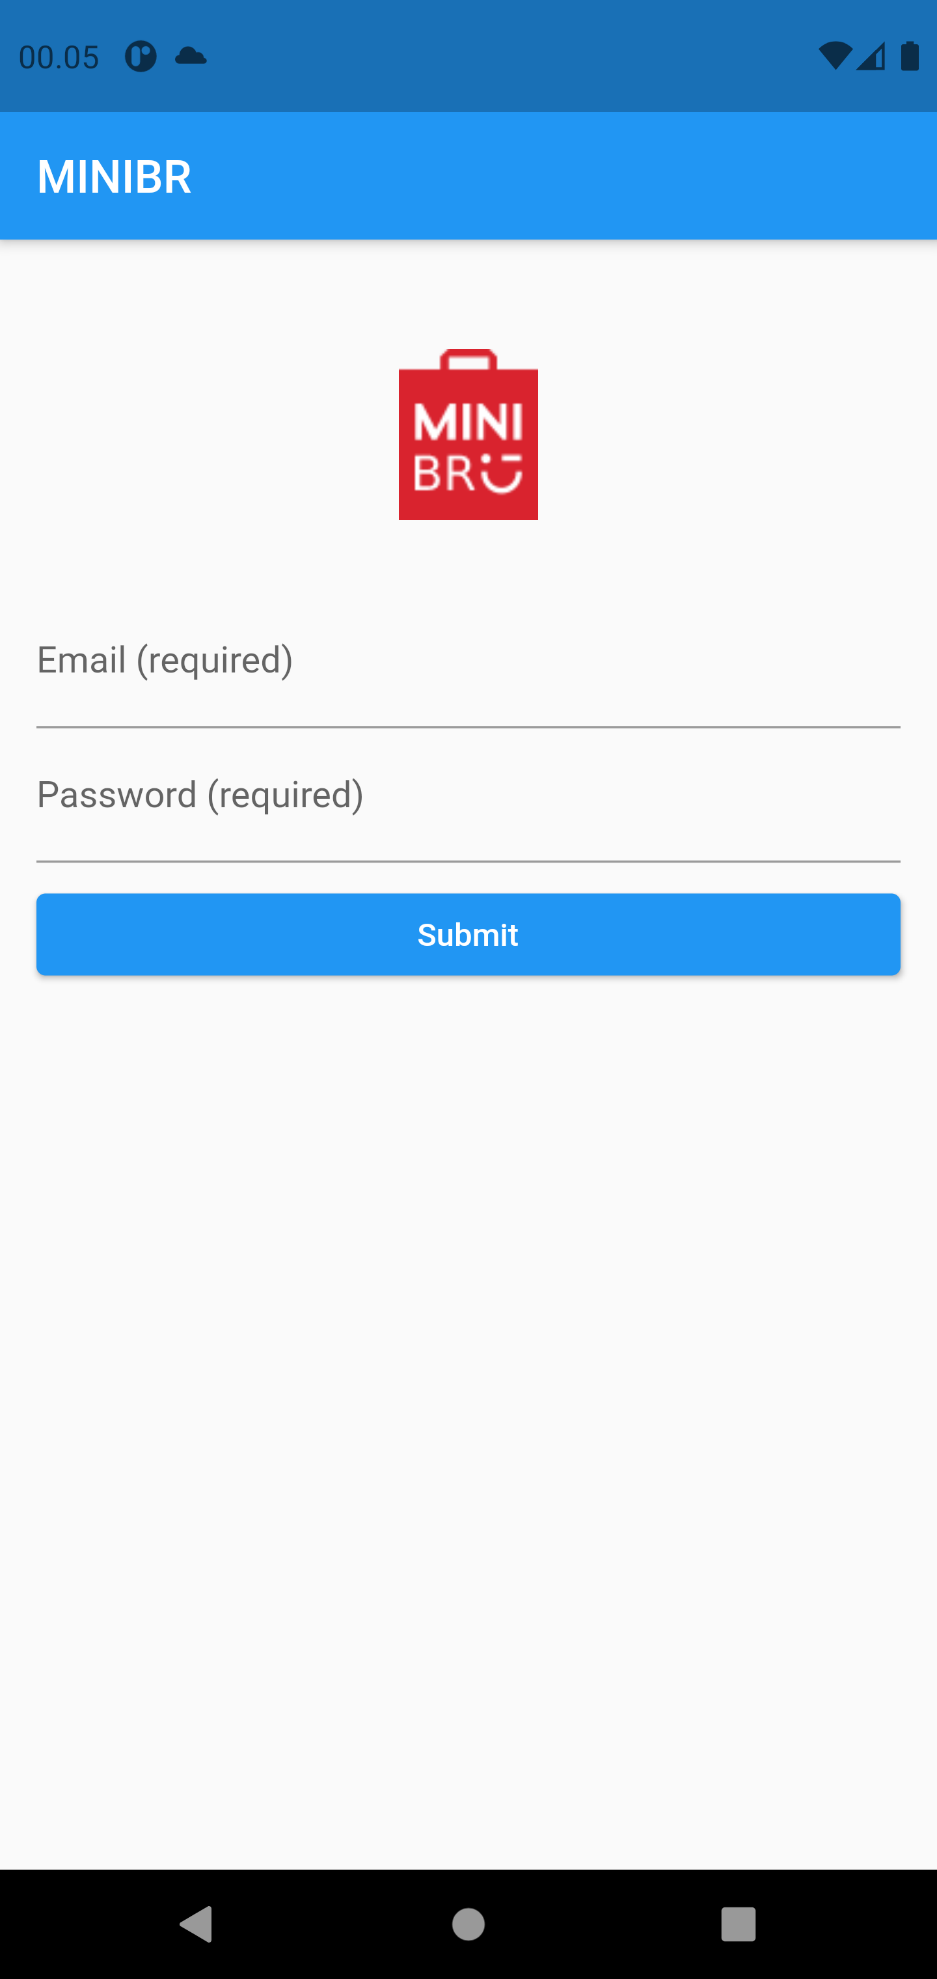 00.05
MINIBR
MINI
BR
Email (required)
Password (required)
Submit